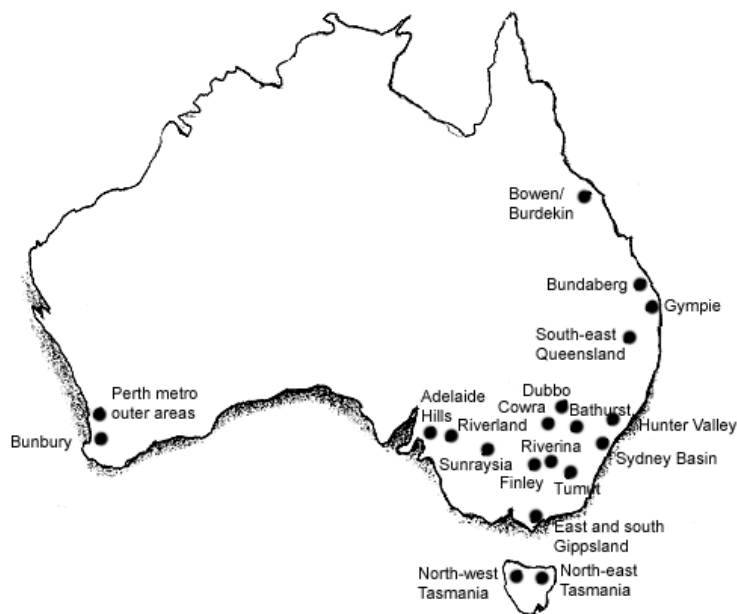 Bowen/
Burdekin
Bundaberg
Gympie
South-east
Queensland
Perth metro
outer areas
Bunbury
Adelaide
Hills
Dubbo
Cowra
Bathurst
Riverland
Hunter Valley
Riverina
Sydney Basin
Sunraysia
Finley
Tumut
East and south
Gippsland
North-west
Tasmania
North-east
Tasmania